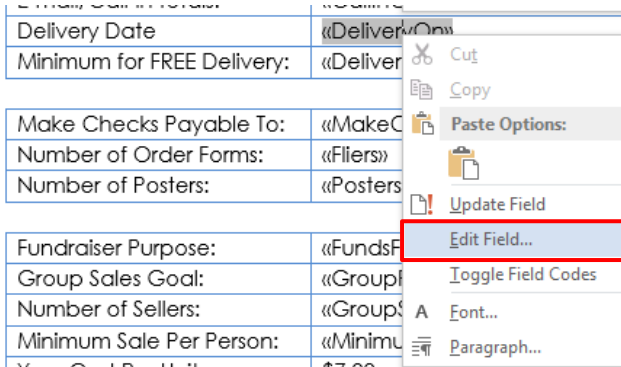 Delivery Date «DeliveryOn»
Minimum for FREE Delivery: «Deliver
Make Checks Payable To: «MakeC
Number of Order Forms: «Fliers»
Number of Posters: «Posters
Fundraiser Purpose: «FundsF
Group Sales Goal: «Group
Number of Sellers: «GroupS
Minimum Sale Per Person: «Minimu
Cut
Copy
Paste Options:
Update Field
Edit Field...
Toggle Field Codes
A Font...
Paragraph...